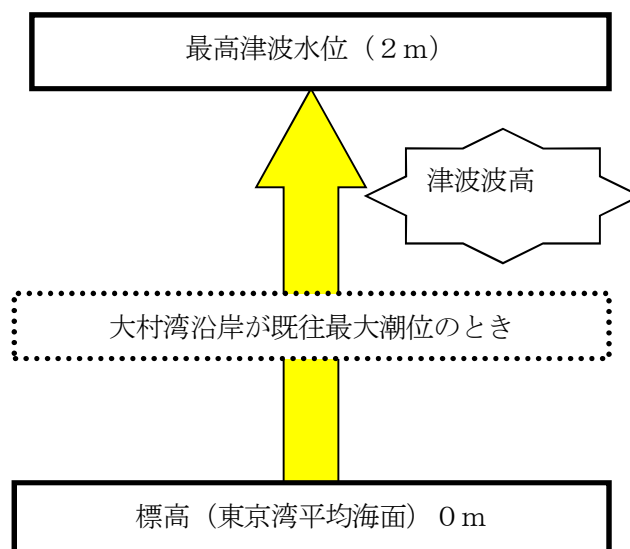 最高津波水位（２ｍ）
津波波高
大村湾沿岸が既往最大潮位のとき
標高（東京湾平均海面）０ｍ